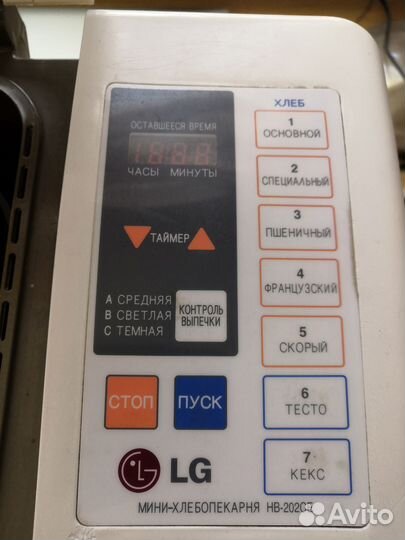 ОСТАВШЕЕСЯ ВРЕМЯ
ЧАСЫ МИНУТЫ
ТАЙМЕР
A СРЕДНЯЯ
B СВЕТЛАЯ
C ТЕМНАЯ
КОНТРОЛЬ
ВЫПЕЧКИ
СТОП
ПУСК
ХЛЕБ
1
ОСНОВНОЙ
2
СПЕЦИАЛЬНЫЙ
3
ПШЕНИЧНЫЙ
4
ФРАНЦУЗСКИЙ
5
СКОРЫЙ
6
ТЕСТО
7
КЕКС
LG
МИНИ-ХЛЕБОПЕКАРНЯ
Avito